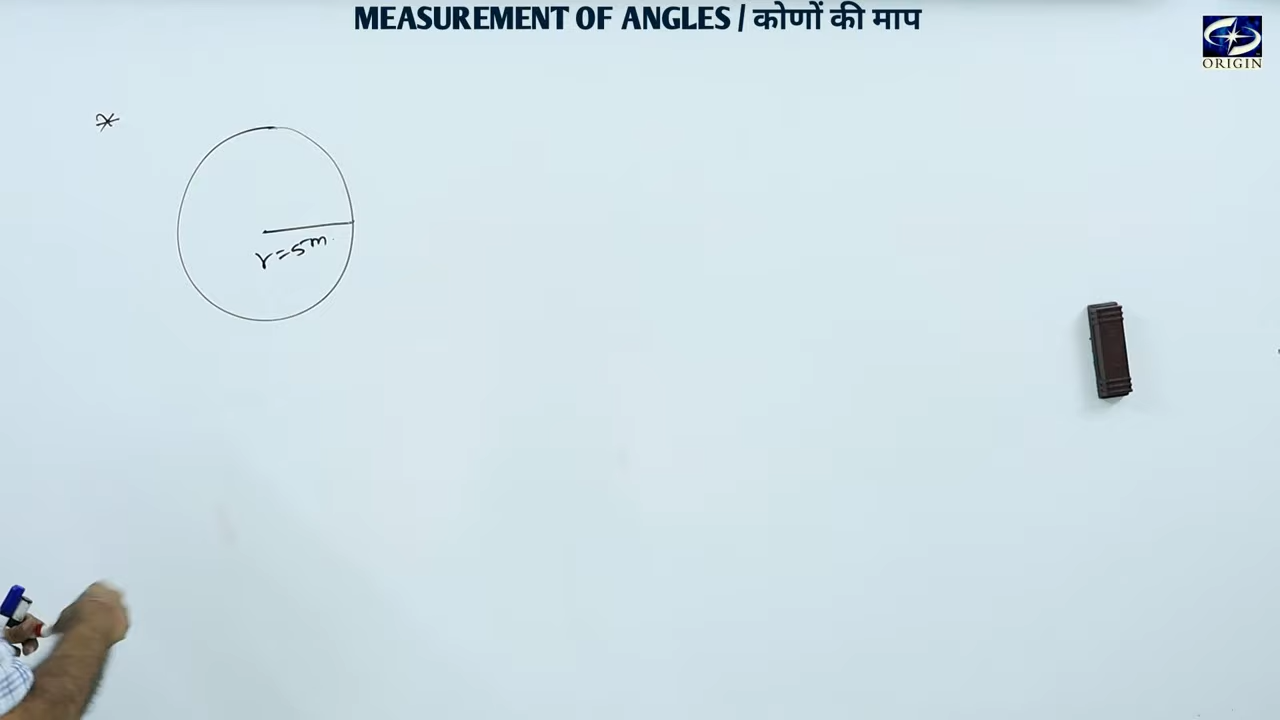 MEASUREMENT OF ANGLES / कोणों की माप
ORIGIN
*
r=5m